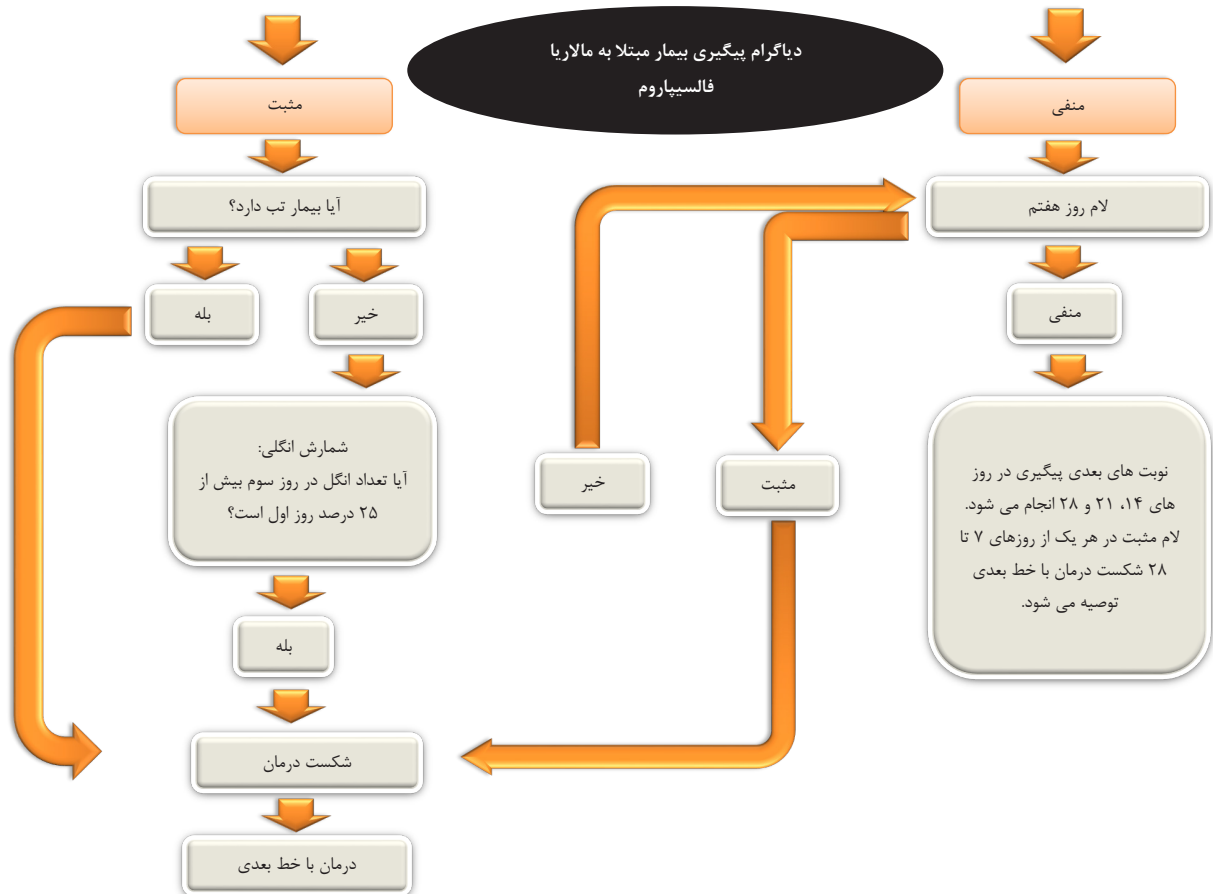 دیاگرام پیگیری بیمار مبتلا به مالاریا
فالسیپاروم
منفی
لام روز هفتم
منفی
نوبت های بعدی پیگیری در روز
های ۱۴، ۲۱ و ۲۸ انجام می شود.
لام مثبت در هر یک از روزهای ۷ تا
۲۸ شکست درمان با خط بعدی
توصیه می شود.
مثبت
خیر
مثبت
آیا بیمار تب دارد؟
خیر
بله
شمارش انگلی:
آیا تعداد انگل در روز سوم بیش از
۲۵ درصد روز اول است؟
بله
شکست درمان
درمان با خط بعدی